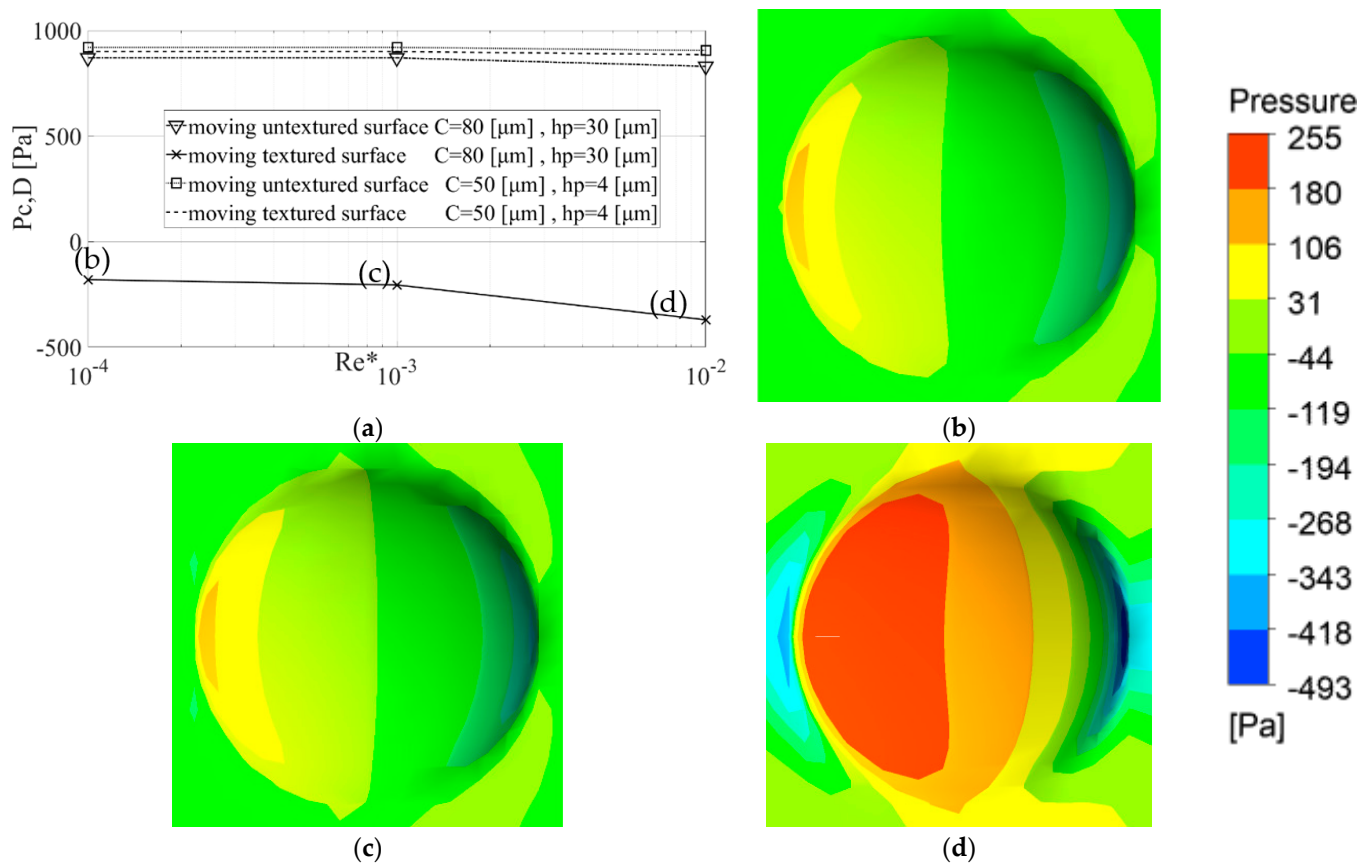 1000
500
0
-500
Pc,D [Pa]
moving untextured surface C=80 [μm] , hp=30 [μm]
moving textured surface C=80 [μm] , hp=30 [μm]
moving untextured surface C=50 [μm] , hp=4 [μm]
moving textured surface C=50 [μm] , hp=4 [μm]
(b)
(c)
(d)
10-4
Re*
10-3
10-2
(a)
(b)
Pressure
255
180
106
31
-44
-119
-194
-268
-343
-418
-493
[Pa]
(c)
(d)